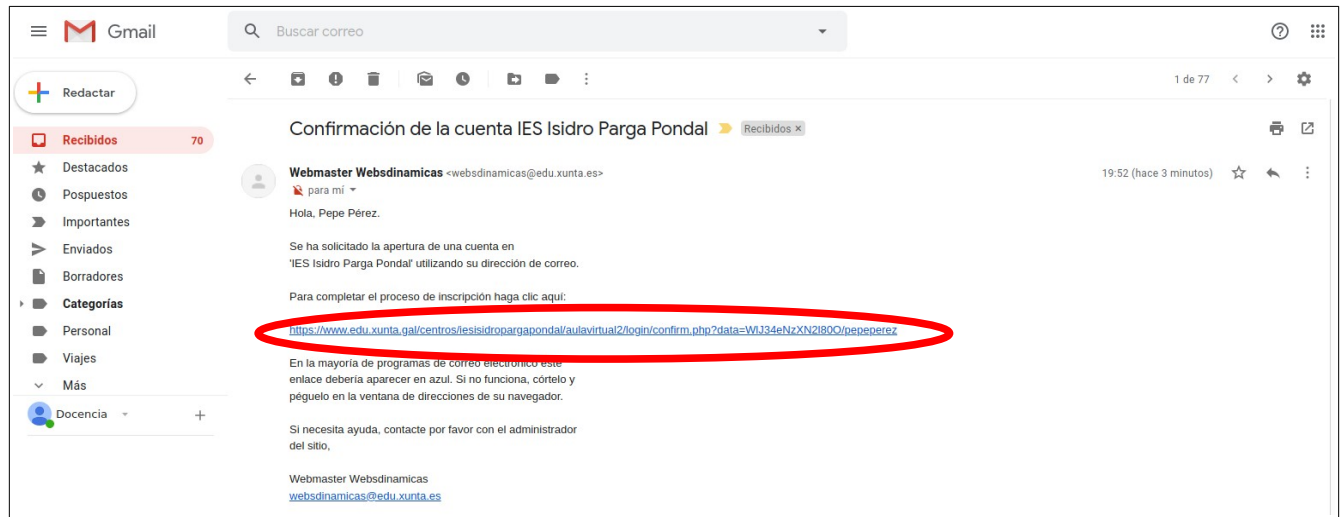 Gmail
Buscar correo
Redactar
1 de 77
Recibidos 70
Destacados
Pospuestos
Importantes
Enviados
Borradores
Categorías
Personal
Viajes
Más
Docencia
Confirmación de la cuenta IES Isidro Parga Pondal Recibidos ×
Webmaster Websdinamicas <websdinamicas@edu.xunta.es>
19:52 (hace 3 minutos)
para mí
Hola, Pepe Pérez.
Se ha solicitado la apertura de una cuenta en
'IES Isidro Parga Pondal' utilizando su dirección de correo.
Para completar el proceso de inscripción haga clic aquí:
https://www.edu.xunta.gal/centros/iesisidropargapondal/aulavirtual2/login/confirm.php?data=WIJ34eNzXN2I80O/pepeperez
En la mayoría de programas de correo electrónico este
enlace debería aparecer en azul. Si no funciona, córtelo y
péguelo en la ventana de direcciones de su navegador.
Si necesita ayuda, contacte por favor con el administrador
del sitio,
Webmaster Websdinamicas
websdinamicas@edu.xunta.es